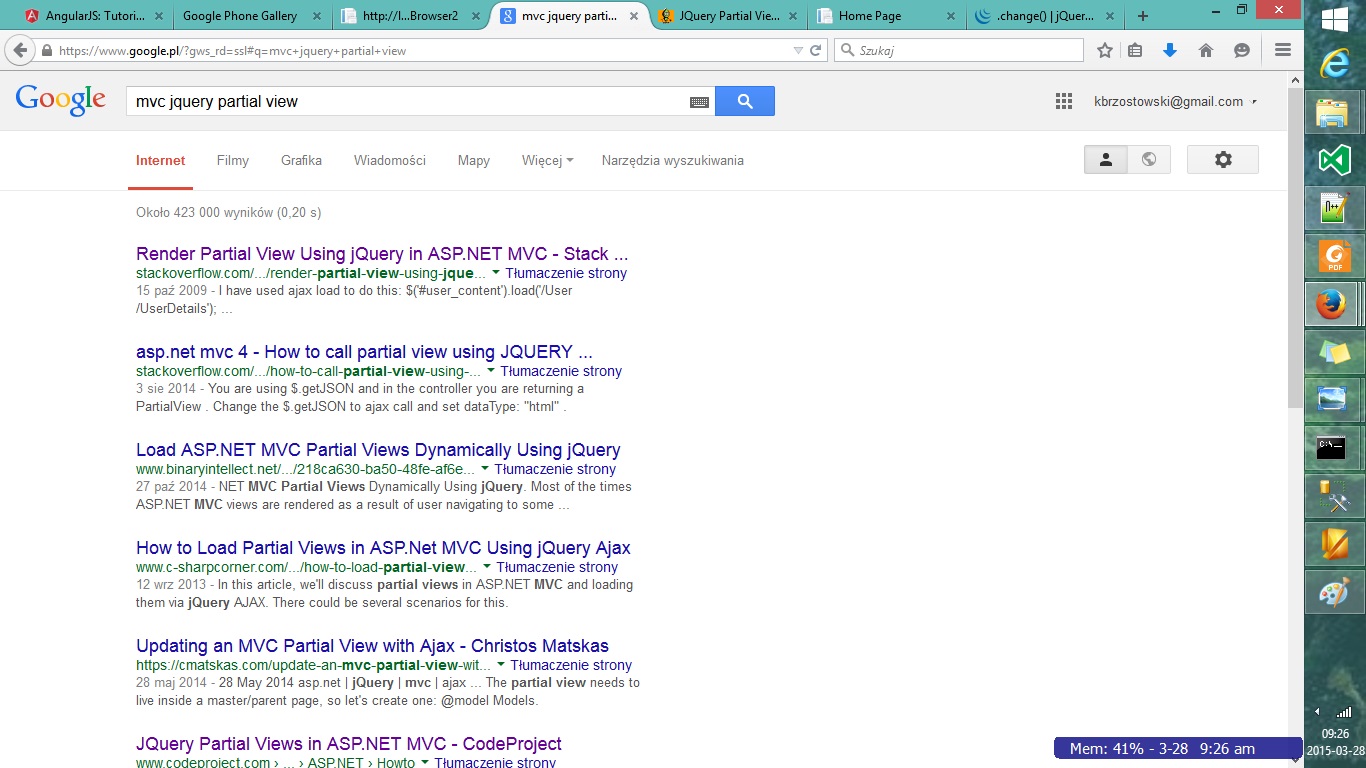 AngularJS: Tutori...
Google Phone Gallery
http://l...Browser2
mvc jquery parti...
JQuery Partial Vie...
Home Page
.change() | jQuer...
https://www.google.pl/?gws_rd=ssl#q=mvc+jquery+partial+view
Szukaj
Google
mvc jquery partial view
kbrzostowski@gmail.com
Internet
Filmy
Grafika
Wiadomości
Mapy
Więcej
Narzędzia wyszukiwania
Około 423 000 wyników (0,20 s)
Render Partial View Using jQuery in ASP.NET MVC - Stack ...
stackoverflow.com/.../render-partial-view-using-jque... Tłumaczenie strony
15 paź 2009 - I have used ajax load to do this: $('#user_content').load('/User
/UserDetails'); ...
asp.net mvc 4 - How to call partial view using JQUERY ...
stackoverflow.com/.../how-to-call-partial-view-using-... Tłumaczenie strony
3 sie 2014 - You are using $.getJSON and in the controller you are returning a
PartialView . Change the $.getJSON to ajax call and set dataType: "html" .
Load ASP.NET MVC Partial Views Dynamically Using jQuery
www.binaryintellect.net/.../218ca630-ba50-48fe-af6e... Tłumaczenie strony
27 paź 2014 - NET MVC Partial Views Dynamically Using jQuery. Most of the times
ASP.NET MVC views are rendered as a result of user navigating to some ...
How to Load Partial Views in ASP.Net MVC Using jQuery Ajax
www.c-sharpcorner.com/.../how-to-load-partial-view... Tłumaczenie strony
12 wrz 2013 - In this article, we'll discuss partial views in ASP.NET MVC and loading
them via jQuery AJAX. There could be several scenarios for this.
Updating an MVC Partial View with Ajax - Christos Matskas
https://cmatskas.com/update-an-mvc-partial-view-wit... Tłumaczenie strony
28 maj 2014 - 28 May 2014 asp.net | jQuery | mvc | ajax ... The partial view needs to
live inside a master/parent page, so let's create one: @model Models.
JQuery Partial Views in ASP.NET MVC - CodeProject
www.codeproject.com › ... › ASP.NET › Howto Tłumaczenie strony
PDF
C:\_
09:26
2015-03-28
Mem: 41% - 3-28 9:26 am